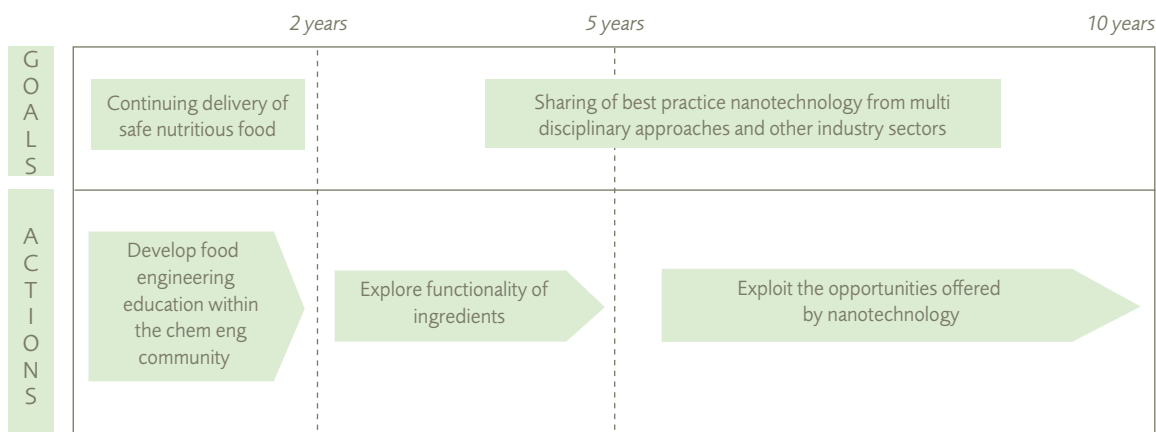 2 years
5 years
10 years
GOALS
Continuing delivery of
safe nutritious food
Sharing of best practice nanotechnology from multi
disciplinary approaches and other industry sectors
ACTIONS
Develop food
engineering
education within
the chem eng
community
Explore functionality of
ingredients
Exploit the opportunities offered
by nanotechnology